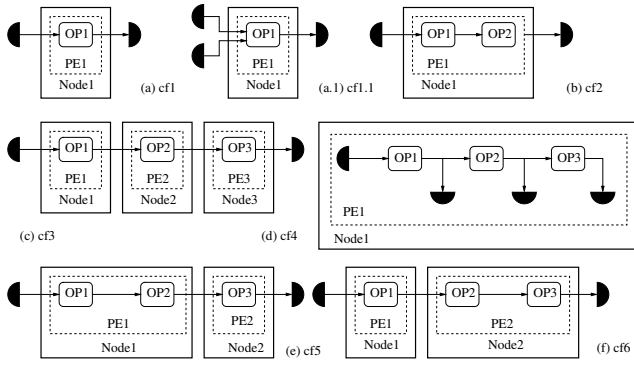 OP1
PE1
Node1
(a) cf1
OP1
PE1
Node1
(a.1) cf1.1
OP1 OP2
PE1
Node1
(b) cf2
OP1 OP2 OP3
PE1 PE2 PE3
Node1 Node2 Node3
(c) cf3
(d) cf4
OP1 OP2 OP3
PE1
Node1
OP1 OP2 OP3
PE1 PE2
Node1 Node2
(e) cf5
OP1 OP2 OP3
PE1 PE2
Node1 Node2
(f) cf6